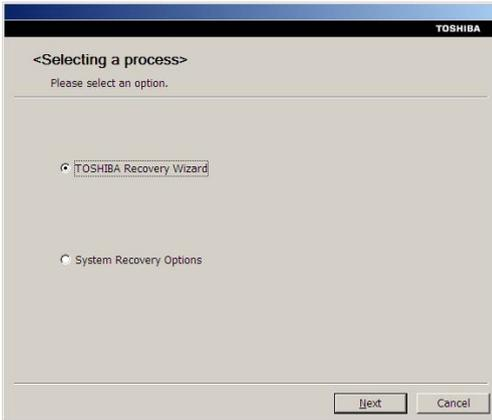 TOSHIBA
<Selecting a process>
Please select an option.
TOSHIBA Recovery Wizard
System Recovery Options
Next
Cancel